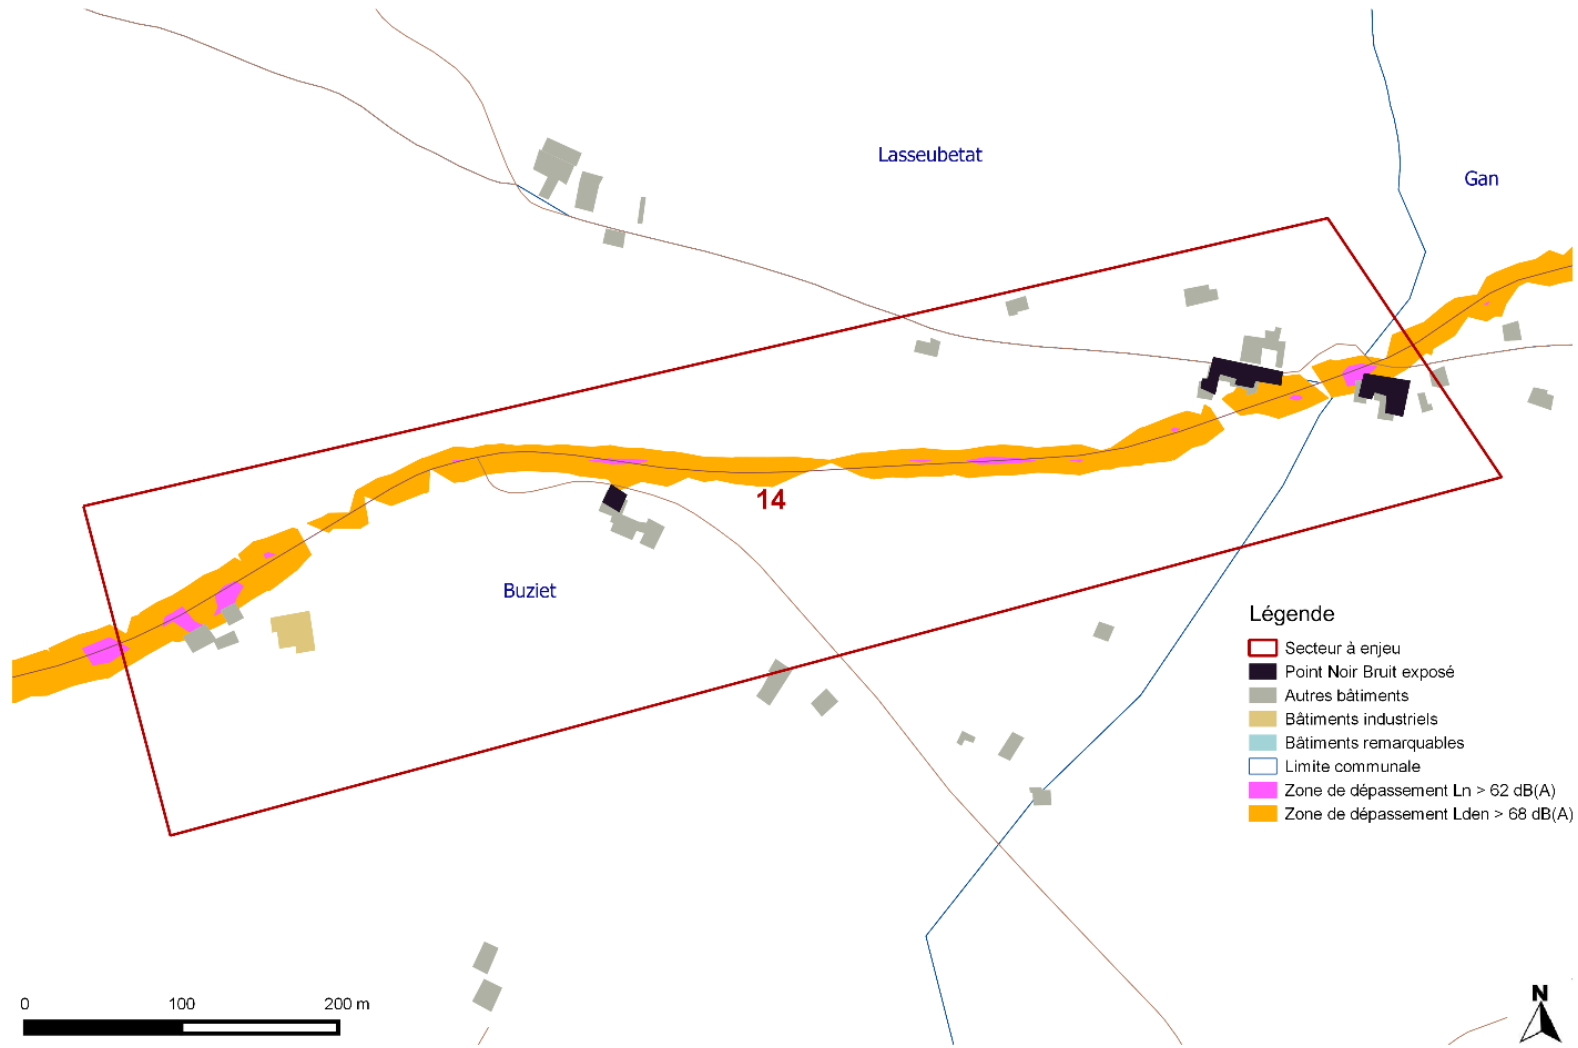 Lasseubetat
Gan
14
Buziet
Légende
Secteur à enjeu
Point Noir Bruit exposé
Autres bâtiments
Bâtiments industriels
Bâtiments remarquables
Limite communale
Zone de dépassement Ln > 62 dB(A)
Zone de dépassement Lden > 68 dB(A)
0 100 200 m
N